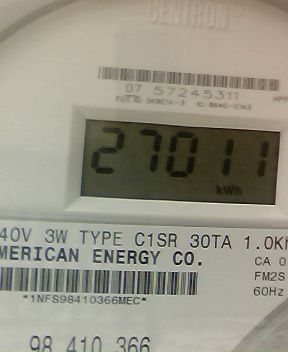 CENTRON®
07 57245311
27011
kWh
40V 3W TYPE C1SR 30TA 1.0Kh
MERICAN ENERGY CO.
CA 0
FM2S
*1NFS98410366MEC*
60Hz
98 410 366